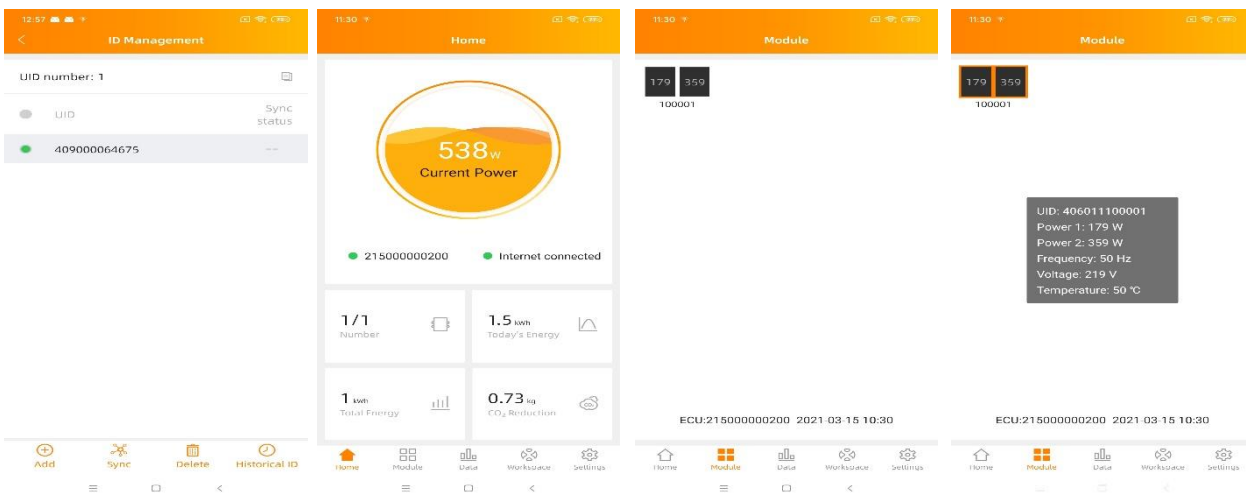 12:57
ID Management
UID number: 1
UID
Sync
status
409000064675
--
Add
Sync
Delete
Historical ID
11:30
Home
538W
Current Power
215000000200
Internet connected
1/1
Number
1.5 kWh
Today's Energy
1 kWh
Total Energy
0.73 kg
CO₂ Reduction
Home
Module
Data
Workspace
Settings
11:30
Module
179
359
100001
ECU:215000000200 2021-03-15 10:30
Home
Module
Data
Workspace
Settings
11:30
Module
179
359
100001
UID: 406011100001
Power 1: 179 W
Power 2: 359 W
Frequency: 50 Hz
Voltage: 219 V
Temperature: 50 ℃
ECU:215000000200 2021-03-15 10:30
Home
Module
Data
Workspace
Settings